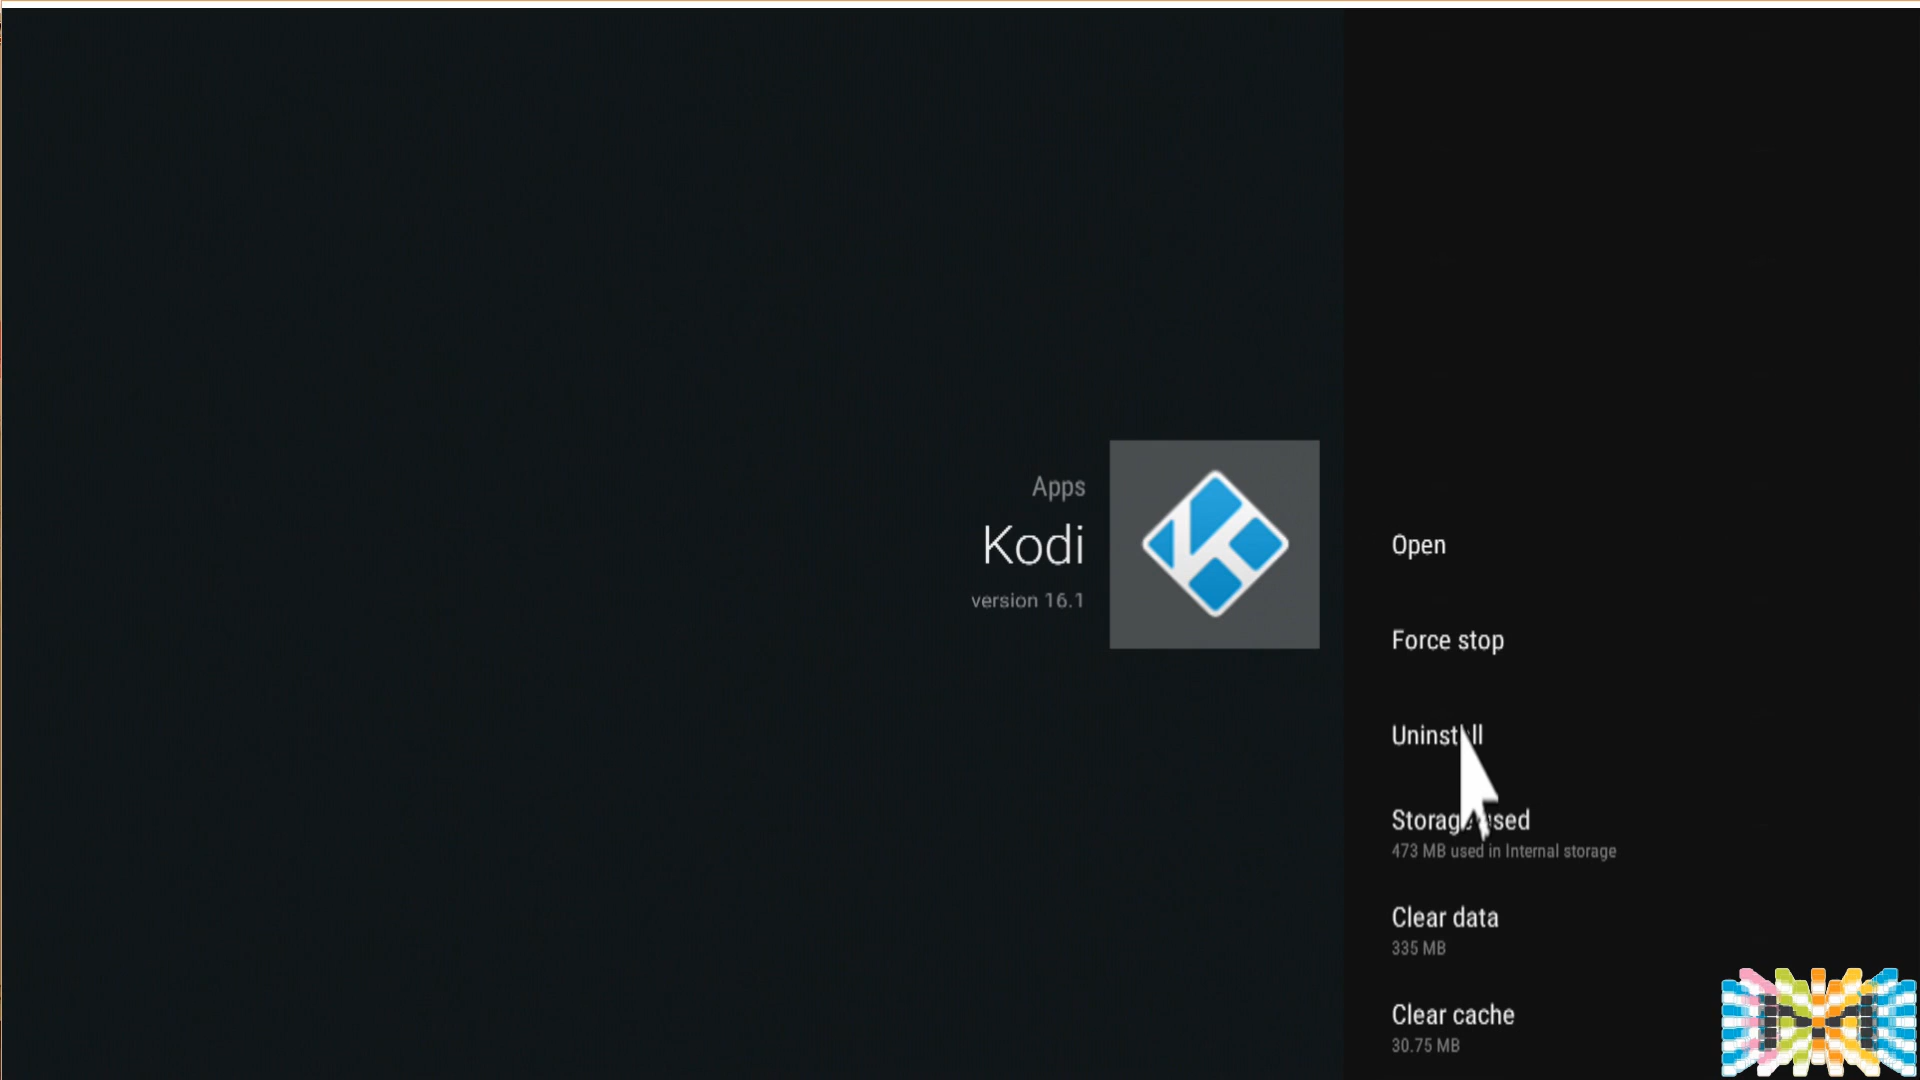 Apps
Kodi
version 16.1
Open
Force stop
Uninstall
Storage used
473 MB used in Internal storage
Clear data
335 MB
Clear cache
30.75 MB